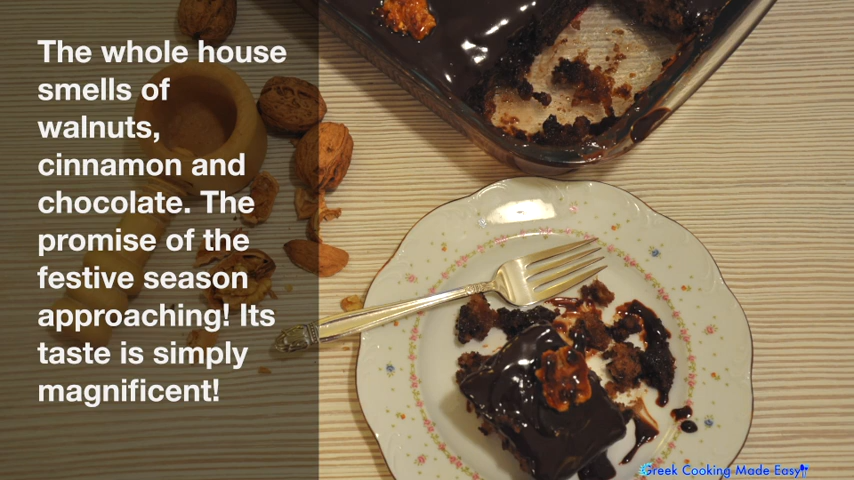 The whole house
smells of
walnuts,
cinnamon and
chocolate. The
promise of the
festive season
approaching! Its
taste is simply
magnificent!
Greek Cooking Made Easy